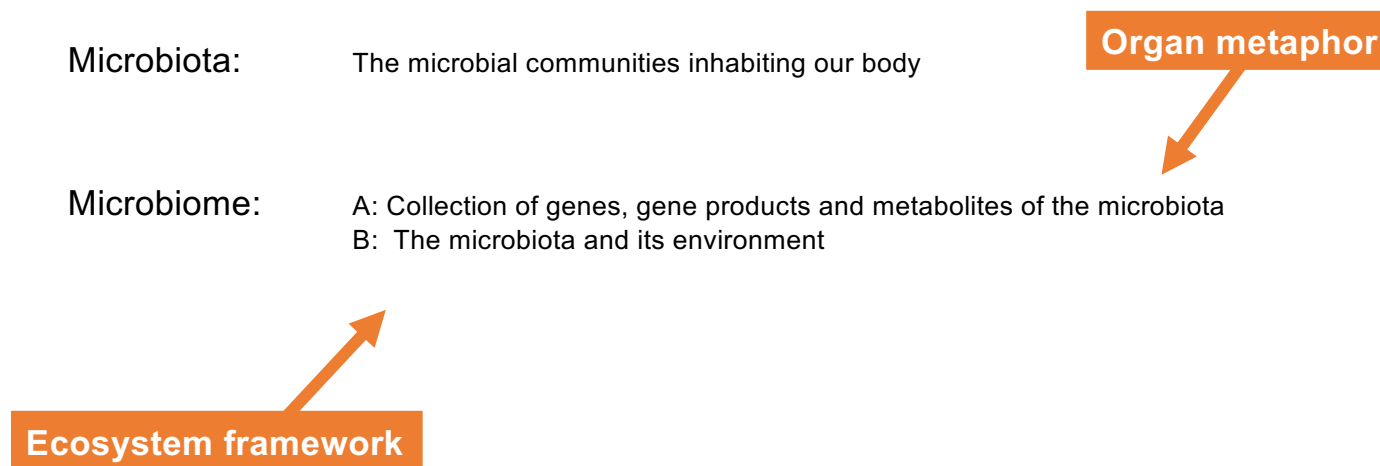 Organ metaphor
Microbiota: The microbial communities inhabiting our body
Microbiome: A: Collection of genes, gene products and metabolites of the microbiota
B: The microbiota and its environment
Ecosystem framework